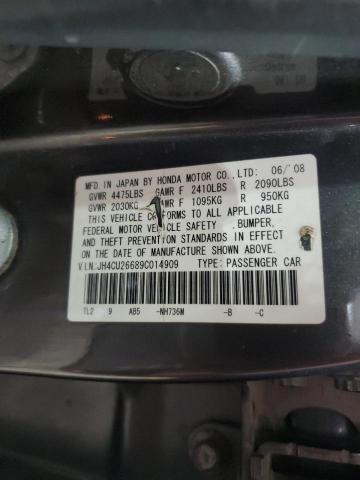 MFD. IN JAPAN BY HONDA MOTOR CO., LTD: 06/'08
GVWR 4475LBS GAWR F 2410LBS R 2090LBS
GVWR 2030KG GAWR F 1095KG R 950KG
THIS VEHICLE CONFORMS TO ALL APPLICABLE
FEDERAL MOTOR VEHICLE SAFETY, BUMPER,
AND THEFT PREVENTION STANDARDS IN EFFECT
ON THE DATE OF MANUFACTURE SHOWN ABOVE.
V.I.N: JH4CU26689C014909 TYPE: PASSENGER CAR
TL2 9 AB5 -NH736M -B -C